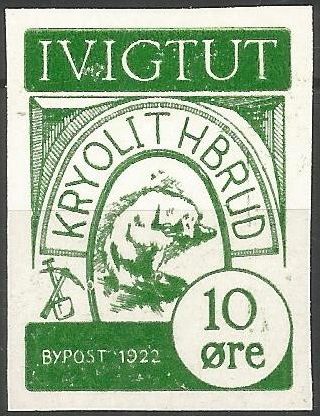 IVIGTUT
KRYOLITHBRUD
10
øre
BYPOST 1922